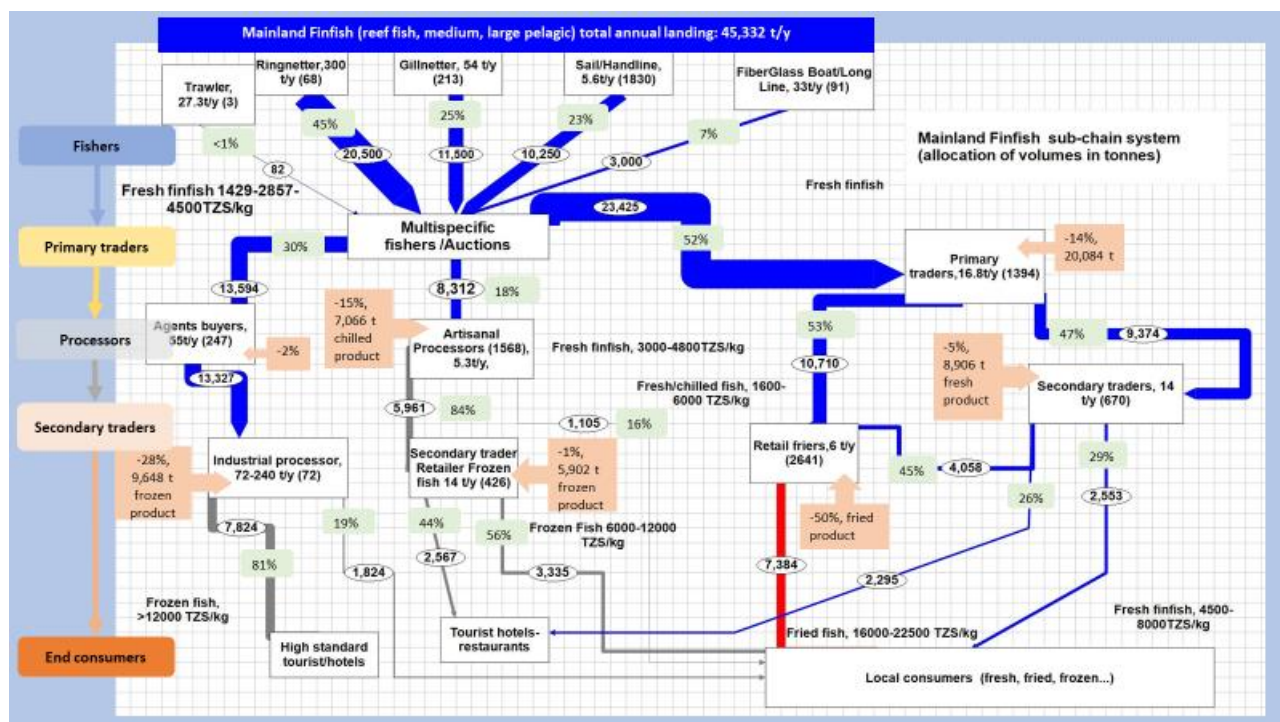 Mainland Finfish (reef fish, medium, large pelagic) total annual landing: 45,332 t/y
Trawler,
27.3t/y (3)
Ringnetter,300
t/y (68)
Gillnetter, 54 t/y
(213)
Sail/Handline,
5.6t/y (1830)
FiberGlass Boat/Long
Line, 33t/y (91)
Fishers
<1%
45%
25%
23%
7%
82
20,500
11,500
10,250
3,000
Mainland Finfish sub-chain system
(allocation of volumes in tonnes)
Fresh finfish 1429-2857-
4500TZS/kg
Fresh finfish
Primary traders
Multispecific
fishers /Auctions
30%
23,425
52%
Primary
traders,16.8t/y (1394)
-14%,
20,084 t
13,594
8,312
18%
Processors
Agents buyers,
55t/y (247)
-2%
-15%,
7,066 t
chilled
product
Artisanal
Processors (1568),
5.3t/y,
Fresh finfish, 3000-4800TZS/kg
53%
10,710
47%
9,374
-5%,
8,906 t
fresh
product
Secondary traders, 14
t/y (670)
13,327
5,961
84%
1,105
16%
Fresh/chilled fish, 1600-
6000 TZS/kg
Secondary traders
-28%,
9,648 t
frozen
product
Industrial processor,
72-240 t/y (72)
Secondary trader
Retailer Frozen
fish 14 t/y (426)
-1%,
5,902 t
frozen
product
Retail friers,6 t/y
(2641)
45%
4,058
26%
29%
2,553
-50%, fried
product
7,824
19%
44%
56%
Frozen Fish 6000-12000
TZS/kg
81%
1,824
2,567
3,335
7,384
2,295
Frozen fish,
>12000 TZS/kg
Fresh finfish, 4500-
8000TZS/kg
Fried fish, 16000-22500 TZS/kg
End consumers
High standard
tourist/hotels
Tourist hotels-
restaurants
Local consumers (fresh, fried, frozen...)